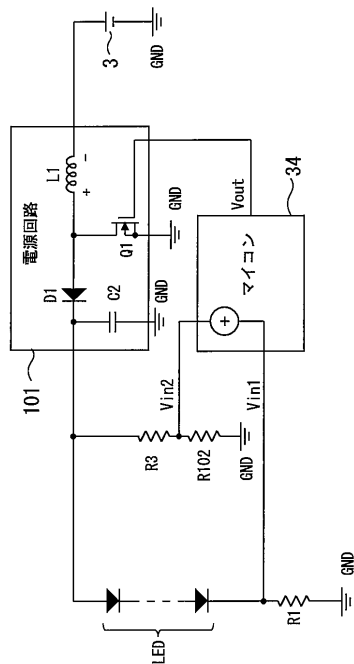 電源回路
101
L1
+
-
3
GND
D1
C2
GND
Q1
GND
Vout
マイコン
34
+
Vin2
Vin1
R3
R102
GND
LED
R1
GND